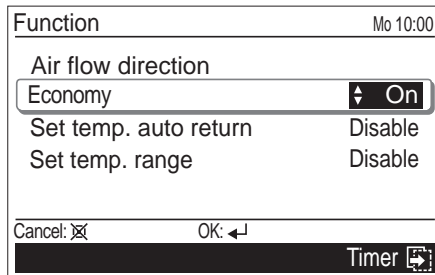 Function Mo 10:00
Air flow direction
Economy On
Set temp. auto return Disable
Set temp. range Disable
Cancel: OK:
Timer